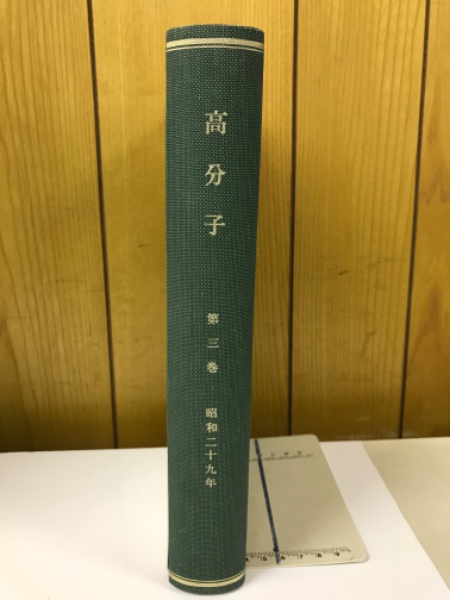 高分子
第三巻
昭和二十九年